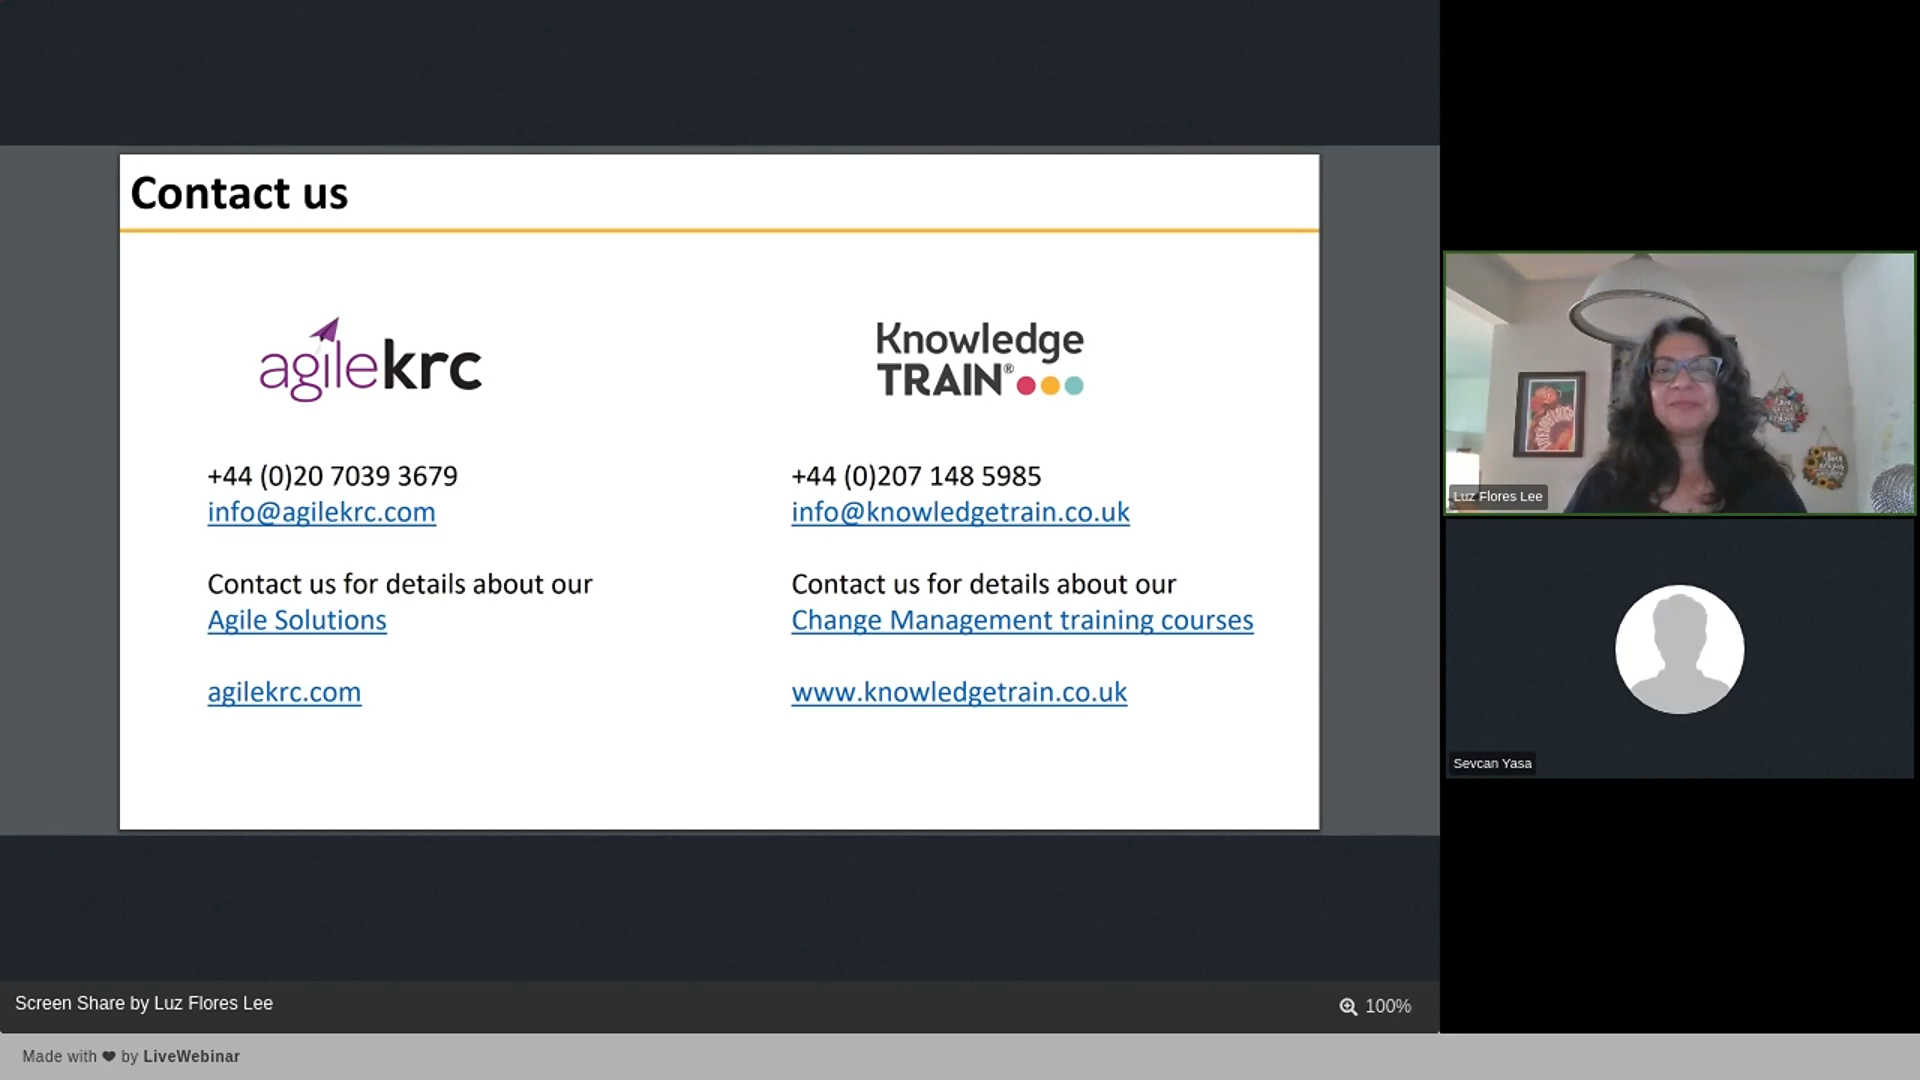 Contact us
agilekrc
Knowledge
TRAIN®
+44 (0)20 7039 3679
info@agilekrc.com
Contact us for details about our
Agile Solutions
agilekrc.com
+44 (0)207 148 5985
info@knowledgetrain.co.uk
Contact us for details about our
Change Management training courses
www.knowledgetrain.co.uk
Luz Flores Lee
Sevcan Yasa
Screen Share by Luz Flores Lee
100%
Made with ❤ by LiveWebinar